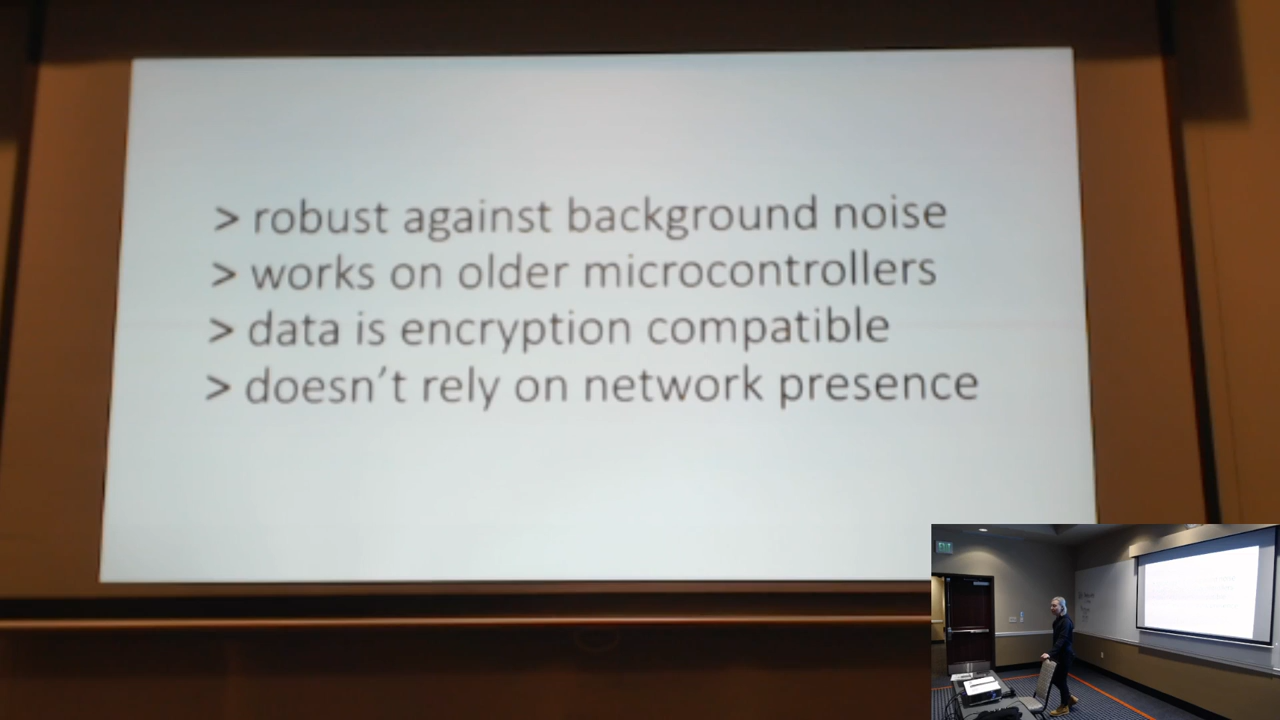 > robust against background noise
> works on older microcontrollers
> data is encryption compatible
> doesn’t rely on network presence